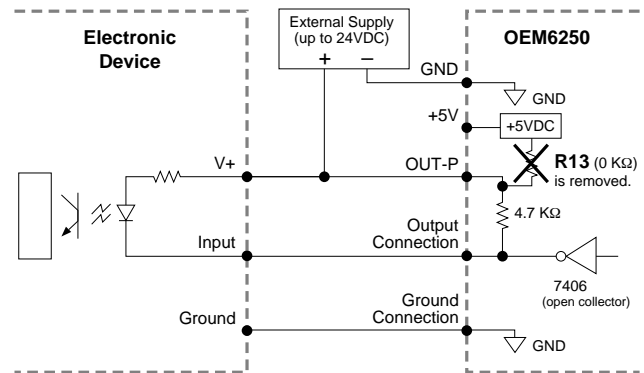 External Supply
(up to 24VDC)
+ –
Electronic
Device
OEM6250
GND
GND
+5V
+5VDC
R13 (0 KΩ)
is removed.
V+
OUT-P
4.7 KΩ
Input
Output
Connection
7406
(open collector)
Ground
Ground
Connection
GND